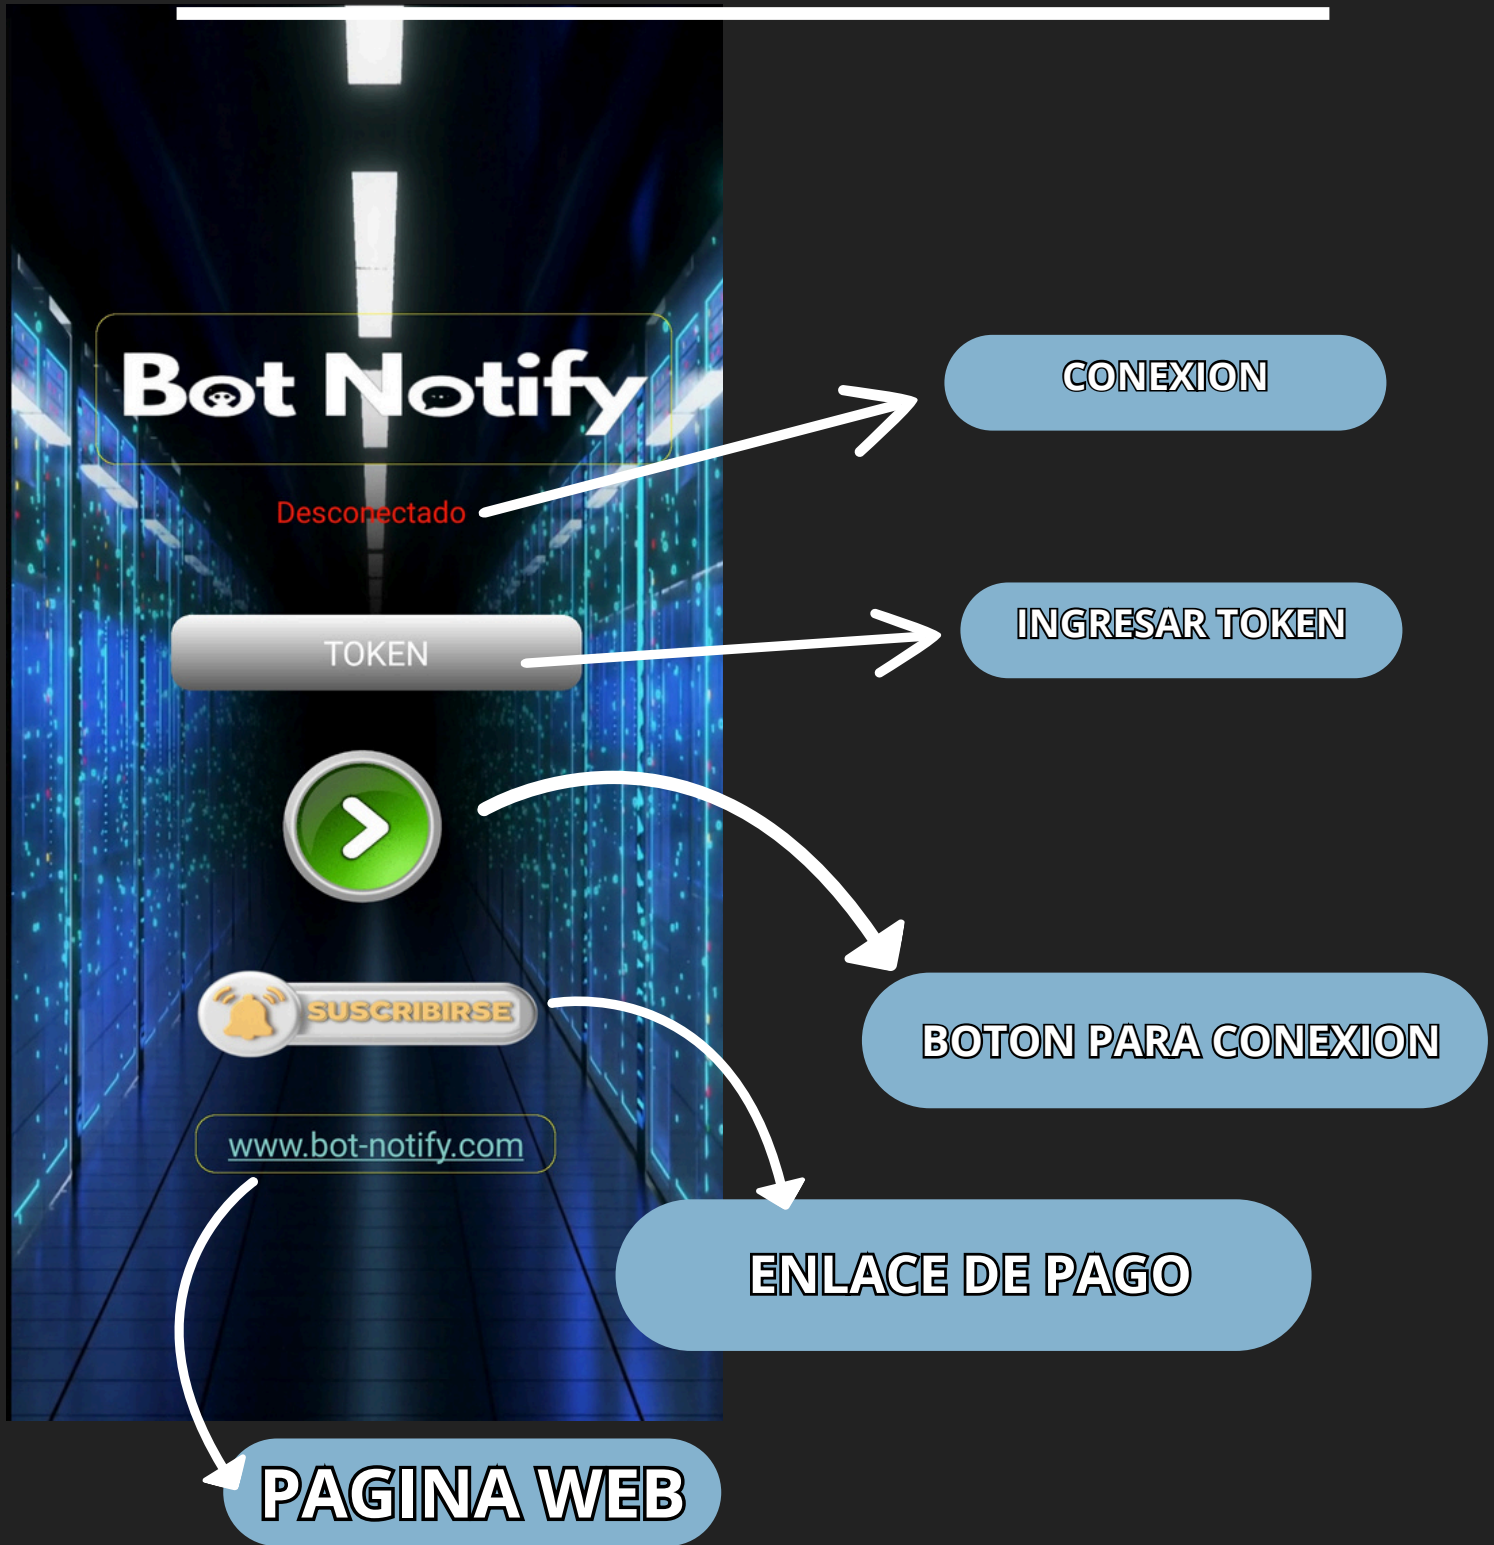 Bot Notify
CONEXION
Desconectado
INGRESAR TOKEN
TOKEN
SUSCRIBIRSE
BOTON PARA CONEXION
www.bot-notify.com
ENLACE DE PAGO
PAGINA WEB